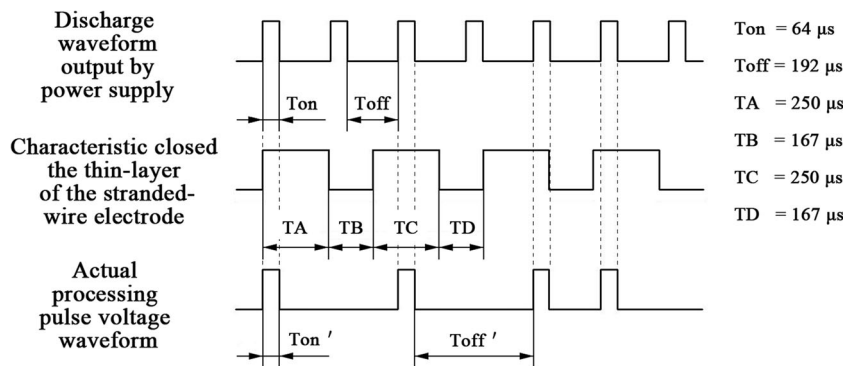 Discharge
waveform
output by
power supply
Ton
Toff
Characteristic closed
the thin-layer
of the stranded-
wire electrode
TA
TB
TC
TD
Actual
processing
pulse voltage
waveform
Ton ′
Toff ′
Ton = 64 μs
Toff = 192 μs
TA = 250 μs
TB = 167 μs
TC = 250 μs
TD = 167 μs